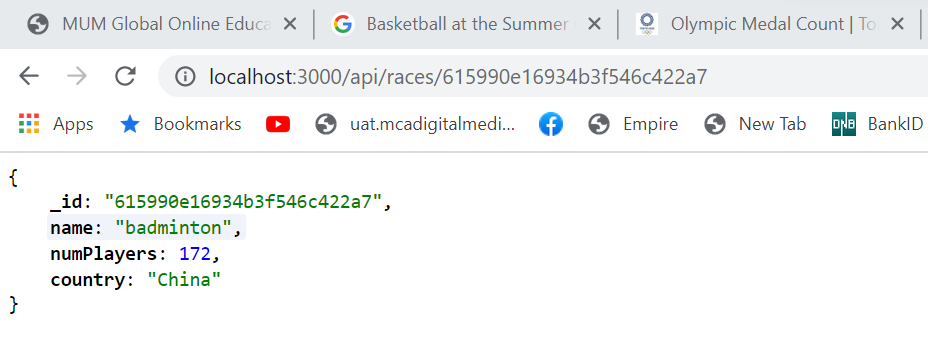 MUM Global Online Educa
Basketball at the Summer
Olympic Medal Count | To
localhost:3000/api/races/615990e16934b3f546c422a7
Apps Bookmarks uat.mcadigitalmedi... Empire New Tab DNB BankID
{
_id: "615990e16934b3f546c422a7",
name: "badminton",
numPlayers: 172,
country: "China"
}